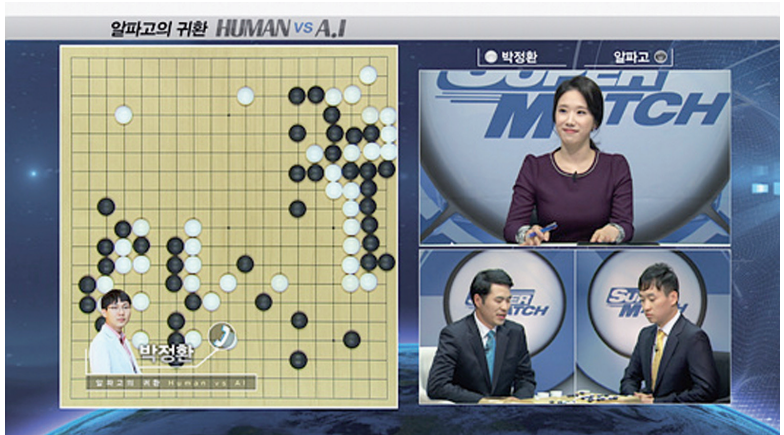 알파고의 귀환 HUMAN VS A.I
박정환 알파고
SUPER
MATCH
SUPER
MATCH
SUPER
MATCH
박정환
알파고의 귀환 Human vs AI